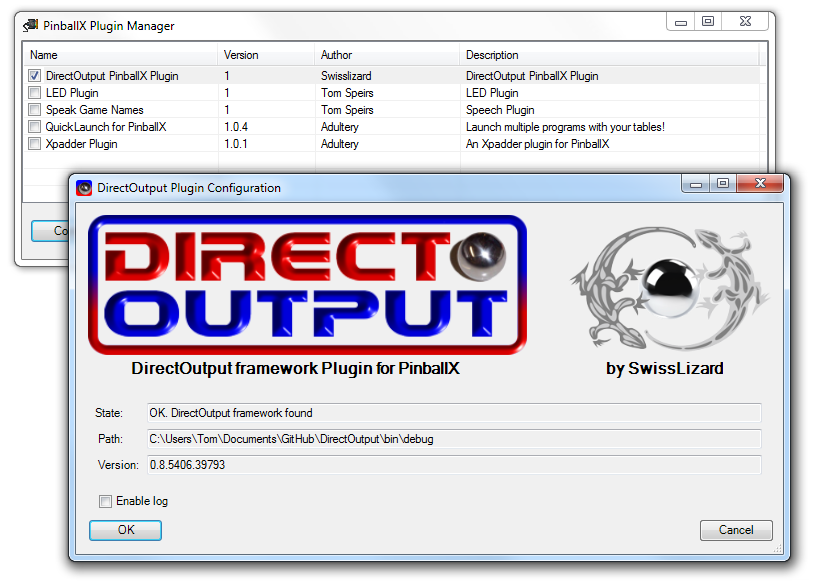 PinballX Plugin Manager
Name Version Author Description
DirectOutput PinballX Plugin 1 Swisslizard DirectOutput PinballX Plugin
LED Plugin 1 Tom Speirs LED Plugin
Speak Game Names 1 Tom Speirs Speech Plugin
QuickLaunch for PinballX 1.0.4 Adultery Launch multiple programs with your tables!
Xpadder Plugin 1.0.1 Adultery An Xpadder plugin for PinballX
DirectOutput Plugin Configuration
DIRECT
OUTPUT
DirectOutput framework Plugin for PinballX
by SwissLizard
State: OK. DirectOutput framework found
Path: C:\Users\Tom\Documents\GitHub\DirectOutput\bin\debug
Version: 0.8.5406.39793
Enable log
OK Cancel